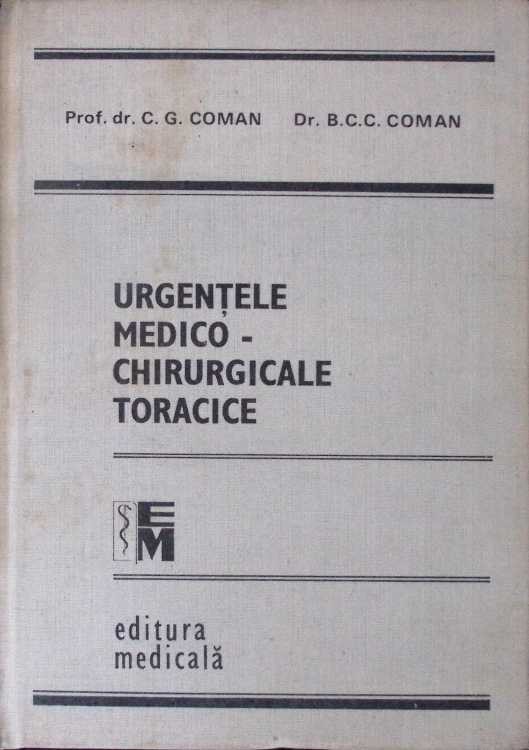 Prof. dr. C. G. COMAN Dr. B.C.C. COMAN
URGENȚELE
MEDICO -
CHIRURGICALE
TORACICE
EM
editura
medicală